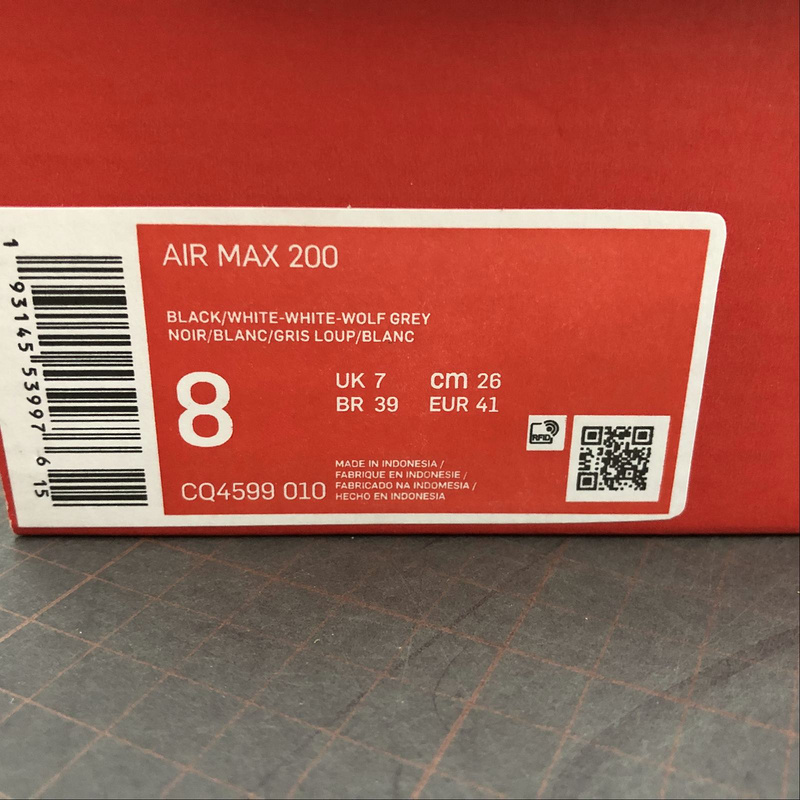 AIR MAX 200
BLACK/WHITE-WHITE-WOLF GREY
NOIR/BLANC/GRIS LOUP/BLANC
8
UK 7 cm 26
BR 39 EUR 41
RFID
CQ4599 010
MADE IN INDONESIA /
FABRIQUE EN INDONESIE /
FABRICADO NA INDOMESIA /
HECHO EN INDONESIA
1 93145 53997 6 15